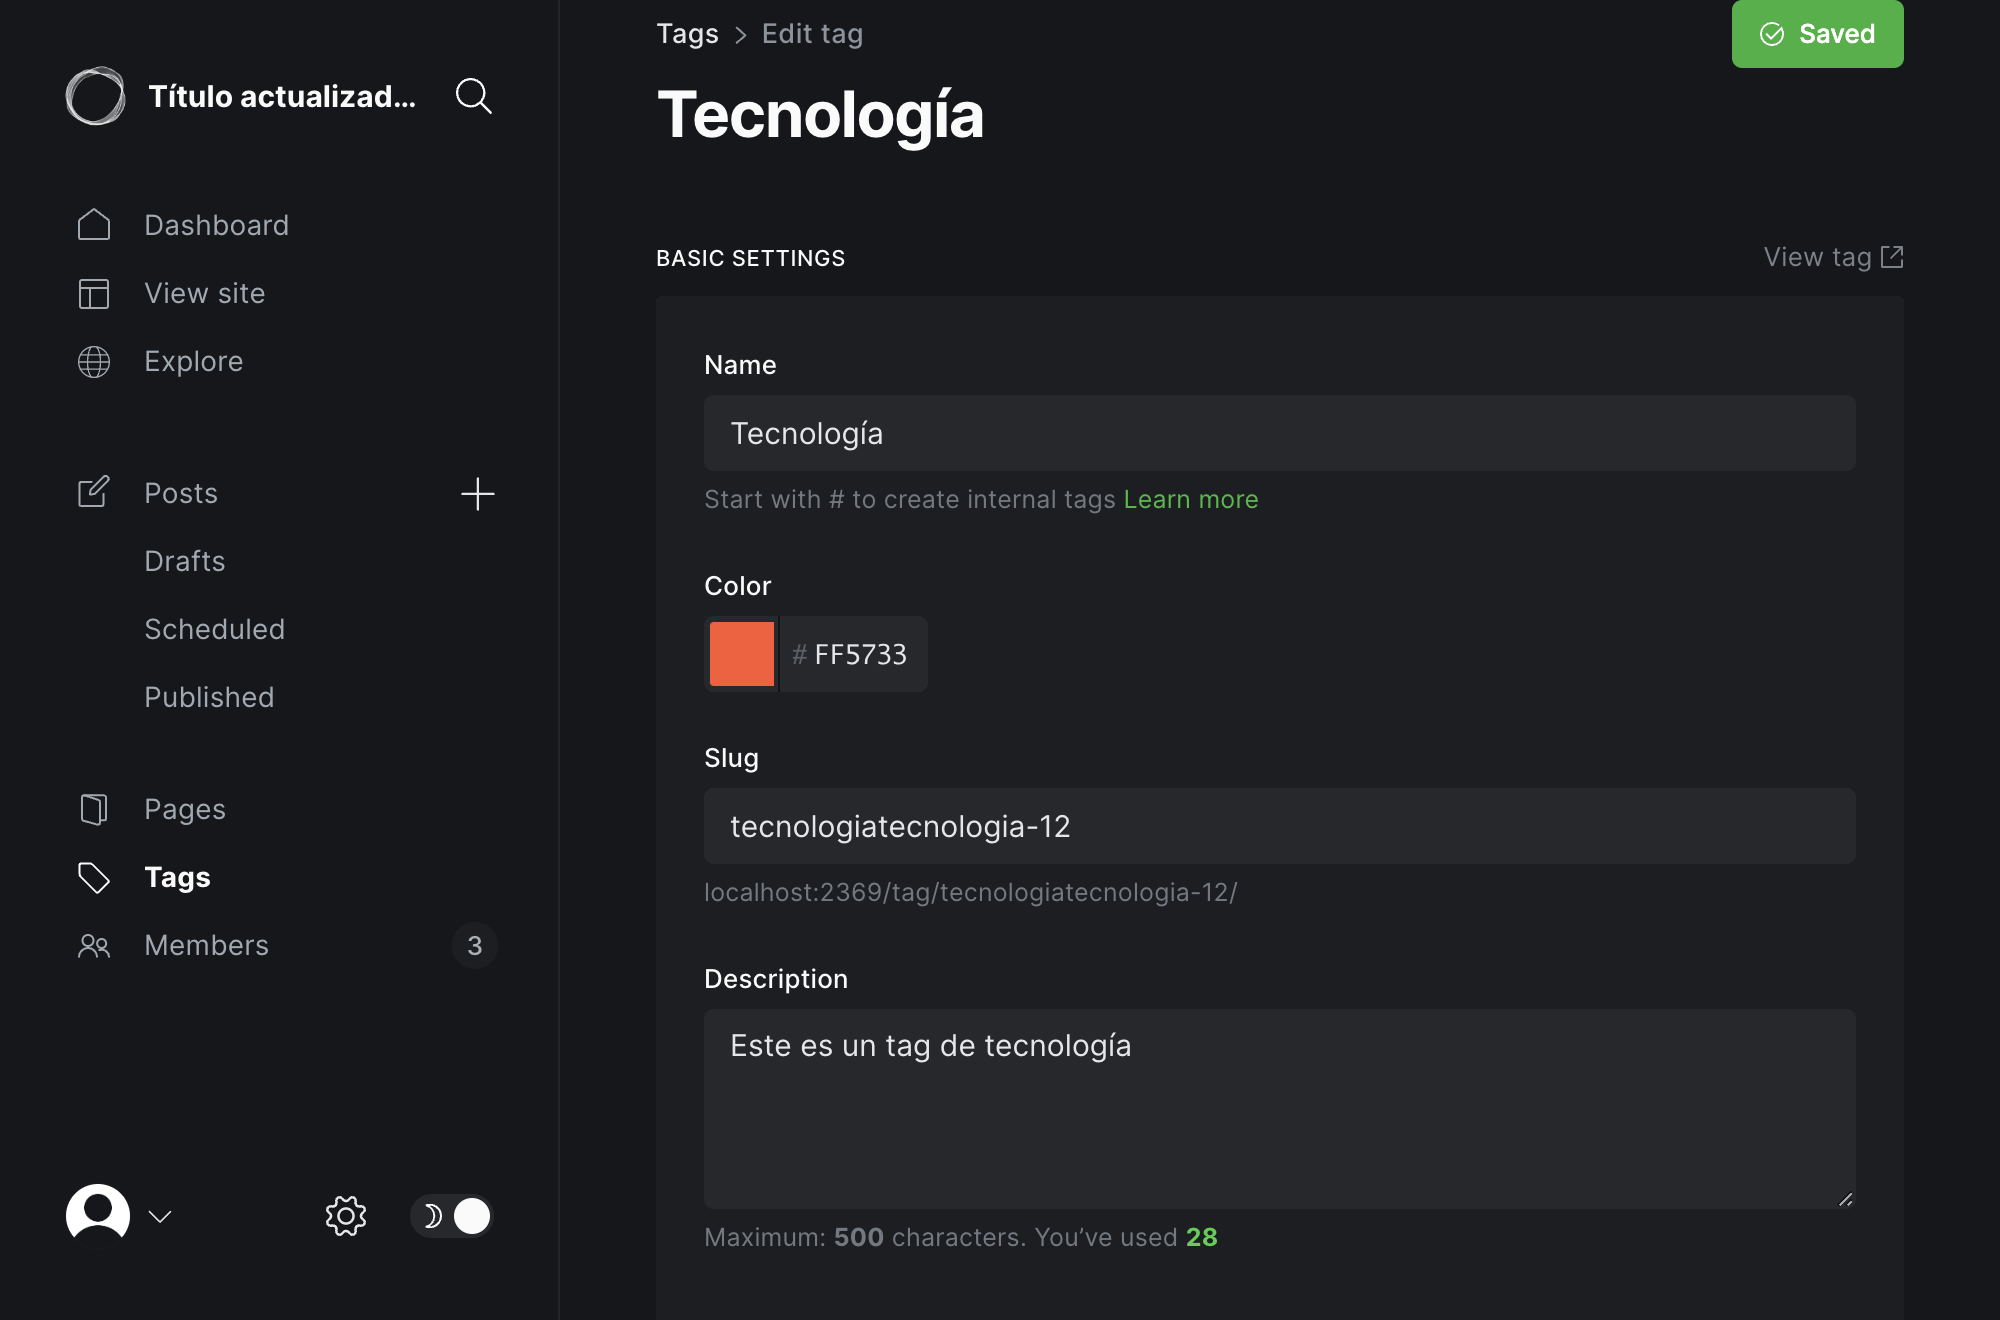 Título actualizad...
Dashboard
View site
Explore
Posts
Drafts
Scheduled
Published
Pages
Tags
Members
3
Tags > Edit tag
Saved
Tecnología
BASIC SETTINGS
View tag
Name
Tecnología
Start with # to create internal tags Learn more
Color
# FF5733
Slug
tecnologiatecnologia-12
localhost:2369/tag/tecnologiatecnologia-12/
Description
Este es un tag de tecnología
Maximum: 500 characters. You’ve used 28